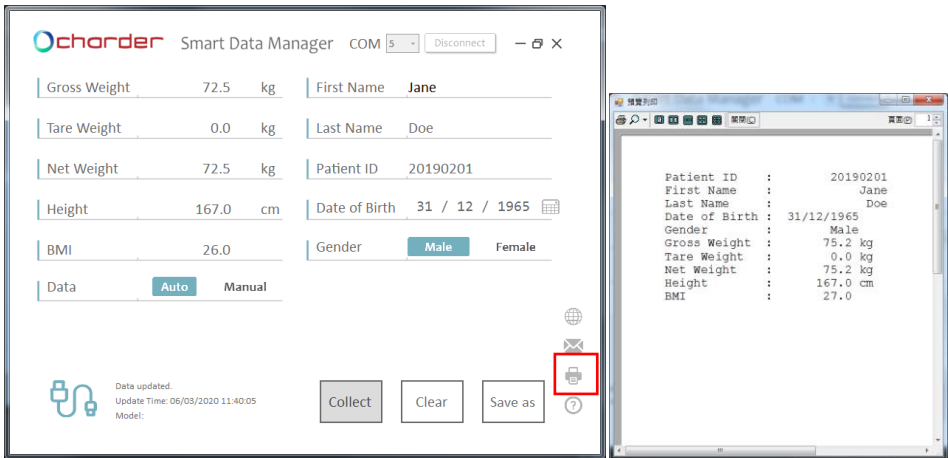 charder Smart Data Manager COM 5 Disconnect
Gross Weight 72.5 kg
Tare Weight 0.0 kg
Net Weight 72.5 kg
Height 167.0 cm
BMI 26.0
Data Auto Manual
First Name Jane
Last Name Doe
Patient ID 20190201
Date of Birth 31 / 12 / 1965
Gender Male Female
Data updated.
Update Time: 06/03/2020 11:40:05
Model:
Collect Clear Save as
?
預覽列印
關閉(C) 頁面(P) 1
Patient ID : 20190201
First Name : Jane
Last Name : Doe
Date of Birth : 31/12/1965
Gender : Male
Gross Weight : 75.2 kg
Tare Weight : 0.0 kg
Net Weight : 75.2 kg
Height : 167.0 cm
BMI : 27.0